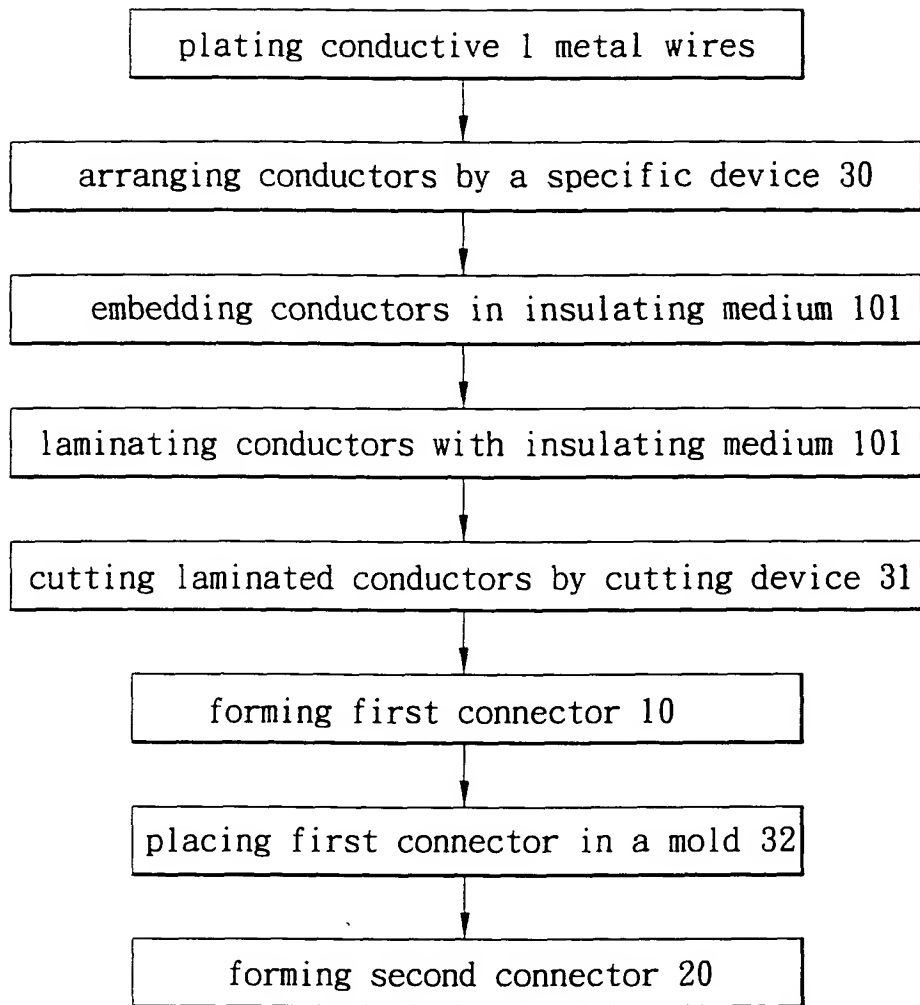 plating conductive 1 metal wires
arranging conductors by a specific device 30
embedding conductors in insulating medium 101
laminating conductors with insulating medium 101
cutting laminated conductors by cutting device 31
forming first connector 10
placing first connector in a mold 32
forming second connector 20